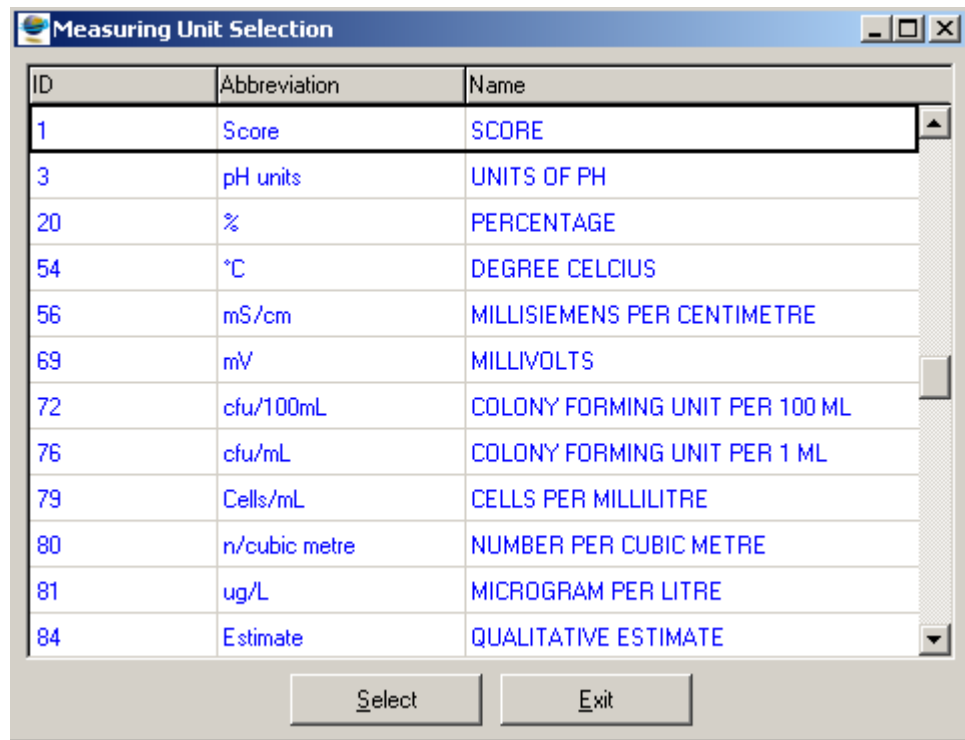 Measuring Unit Selection
ID Abbreviation Name
1 Score SCORE
3 pH units UNITS OF PH
20 % PERCENTAGE
54 °C DEGREE CELCIUS
56 mS/cm MILLISIEMENS PER CENTIMETRE
69 mV MILLIVOLTS
72 cfu/100mL COLONY FORMING UNIT PER 100 ML
76 cfu/mL COLONY FORMING UNIT PER 1 ML
79 Cells/mL CELLS PER MILLILITRE
80 n/cubic metre NUMBER PER CUBIC METRE
81 ug/L MICROGRAM PER LITRE
84 Estimate QUALITATIVE ESTIMATE
Select Exit